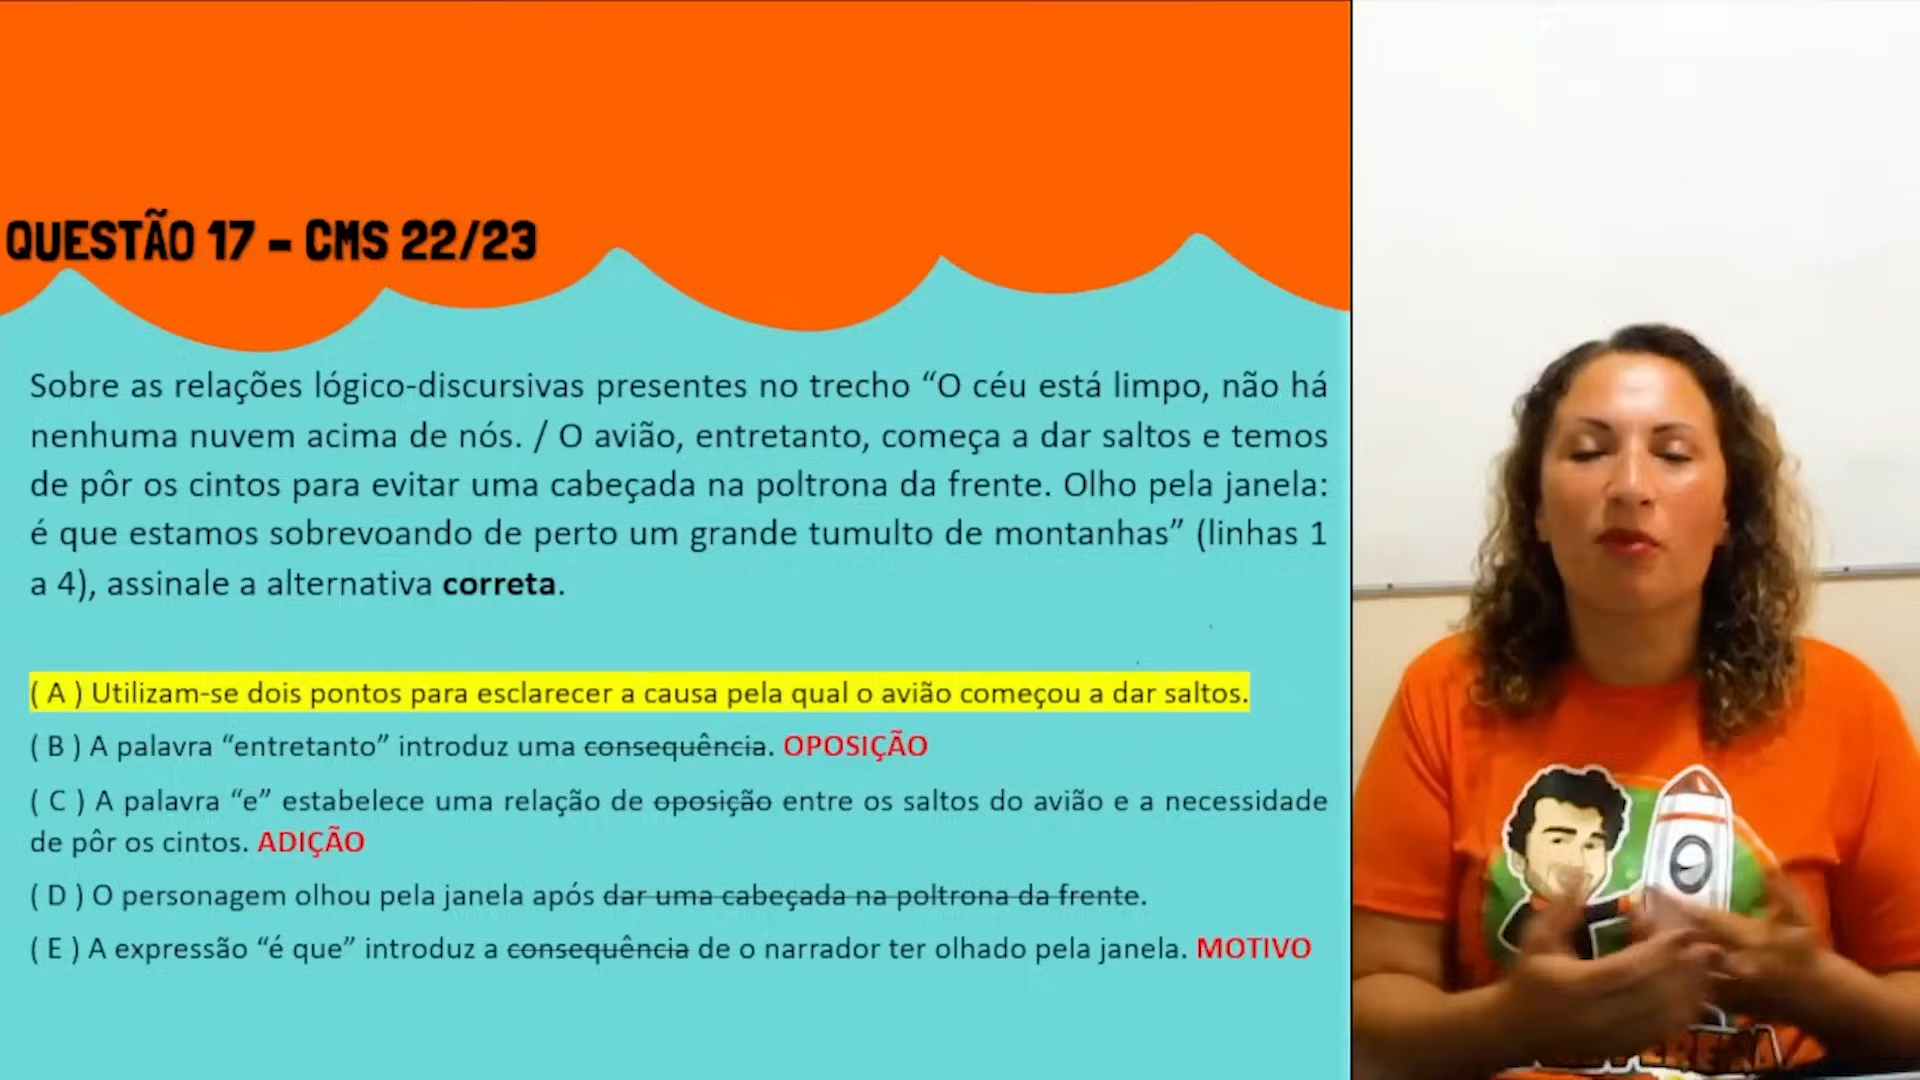 QUESTÃO 17 – CMS 22/23
Sobre as relações lógico-discursivas presentes no trecho “O céu está limpo, não há
nenhuma nuvem acima de nós. / O avião, entretanto, começa a dar saltos e temos
de pôr os cintos para evitar uma cabeçada na poltrona da frente. Olho pela janela:
é que estamos sobrevoando de perto um grande tumulto de montanhas” (linhas 1
a 4), assinale a alternativa correta.
( A ) Utilizam-se dois pontos para esclarecer a causa pela qual o avião começou a dar saltos.
( B ) A palavra “entretanto” introduz uma consequência. OPOSIÇÃO
( C ) A palavra “e” estabelece uma relação de oposição entre os saltos do avião e a necessidade
de pôr os cintos. ADIÇÃO
( D ) O personagem olhou pela janela após dar uma cabeçada na poltrona da frente.
( E ) A expressão “é que” introduz a consequência de o narrador ter olhado pela janela. MOTIVO